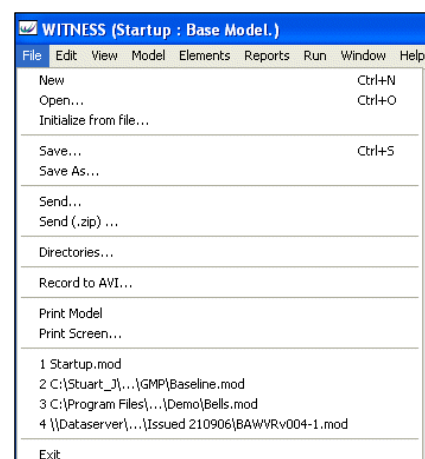 WITNESS (Startup : Base Model.)
File Edit View Model Elements Reports Run Window Help
New Ctrl+N
Open... Ctrl+O
Initialize from file...
Save... Ctrl+S
Save As...
Send...
Send (.zip) ...
Directories...
Record to AVI...
Print Model
Print Screen...
1 Startup.mod
2 C:\Stuart_J\...\GMP\Baseline.mod
3 C:\Program Files\...\Demo\Bells.mod
4 \\Dataserver\...\Issued 210906\BAWVRv004-1.mod
Exit